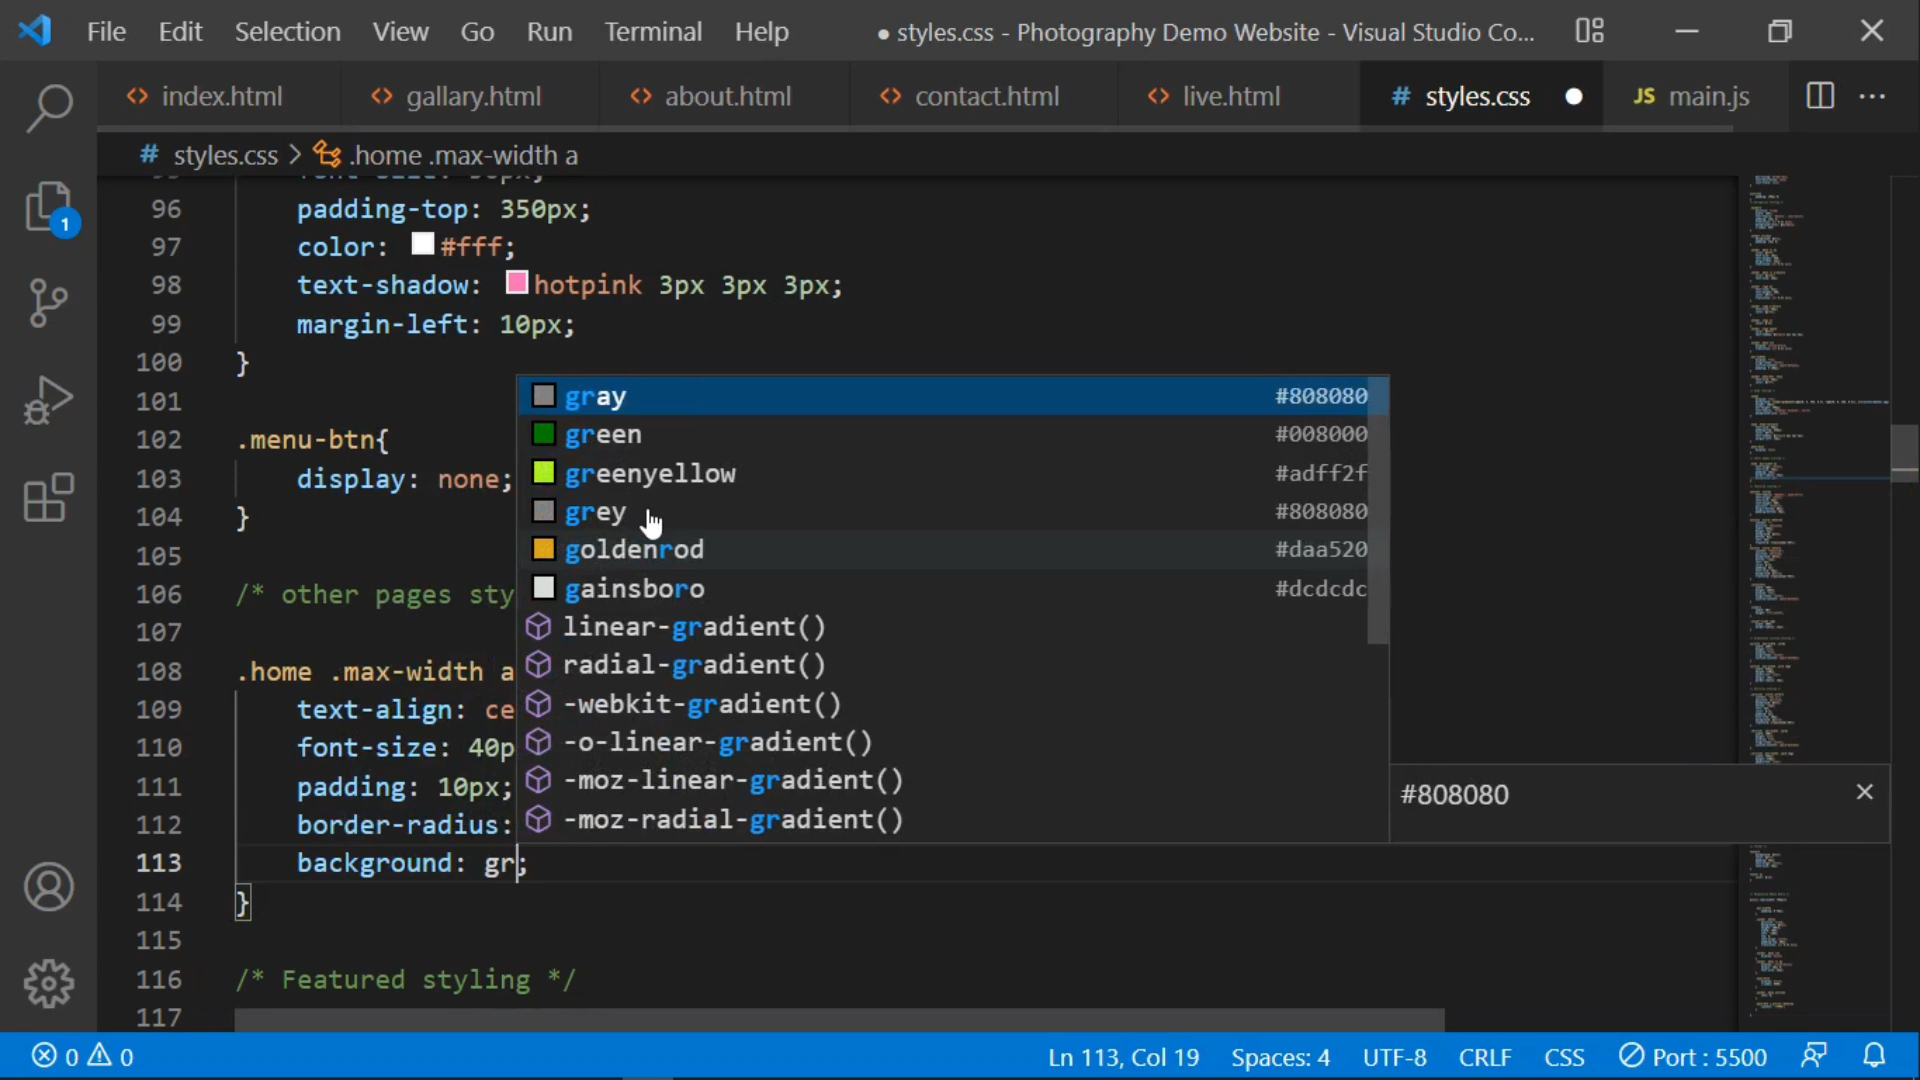 File Edit Selection View Go Run Terminal Help ● styles.css - Photography Demo Website - Visual Studio Co...
<> index.html <> gallary.html <> about.html <> contact.html <> live.html # styles.css ● JS main.js ...
# styles.css > .home .max-width a
96 padding-top: 350px;
97 color: #fff;
98 text-shadow: hotpink 3px 3px 3px;
99 margin-left: 10px;
100 }
101
102 .menu-btn{
103 display: none;
104 }
105
106 /* other pages sty
107
108 .home .max-width a
109 text-align: ce
110 font-size: 40p
111 padding: 10px;
112 border-radius:
113 background: gr;
114 }
115
116 /* Featured styling */
117
gray #808080
green #008000
greenyellow #adff2f
grey #808080
goldenrod #daa520
gainsboro #dcdcdc
linear-gradient()
radial-gradient()
-webkit-gradient()
-o-linear-gradient()
-moz-linear-gradient()
-moz-radial-gradient()
#808080
1
0 0 Ln 113, Col 19 Spaces: 4 UTF-8 CRLF CSS Port : 5500